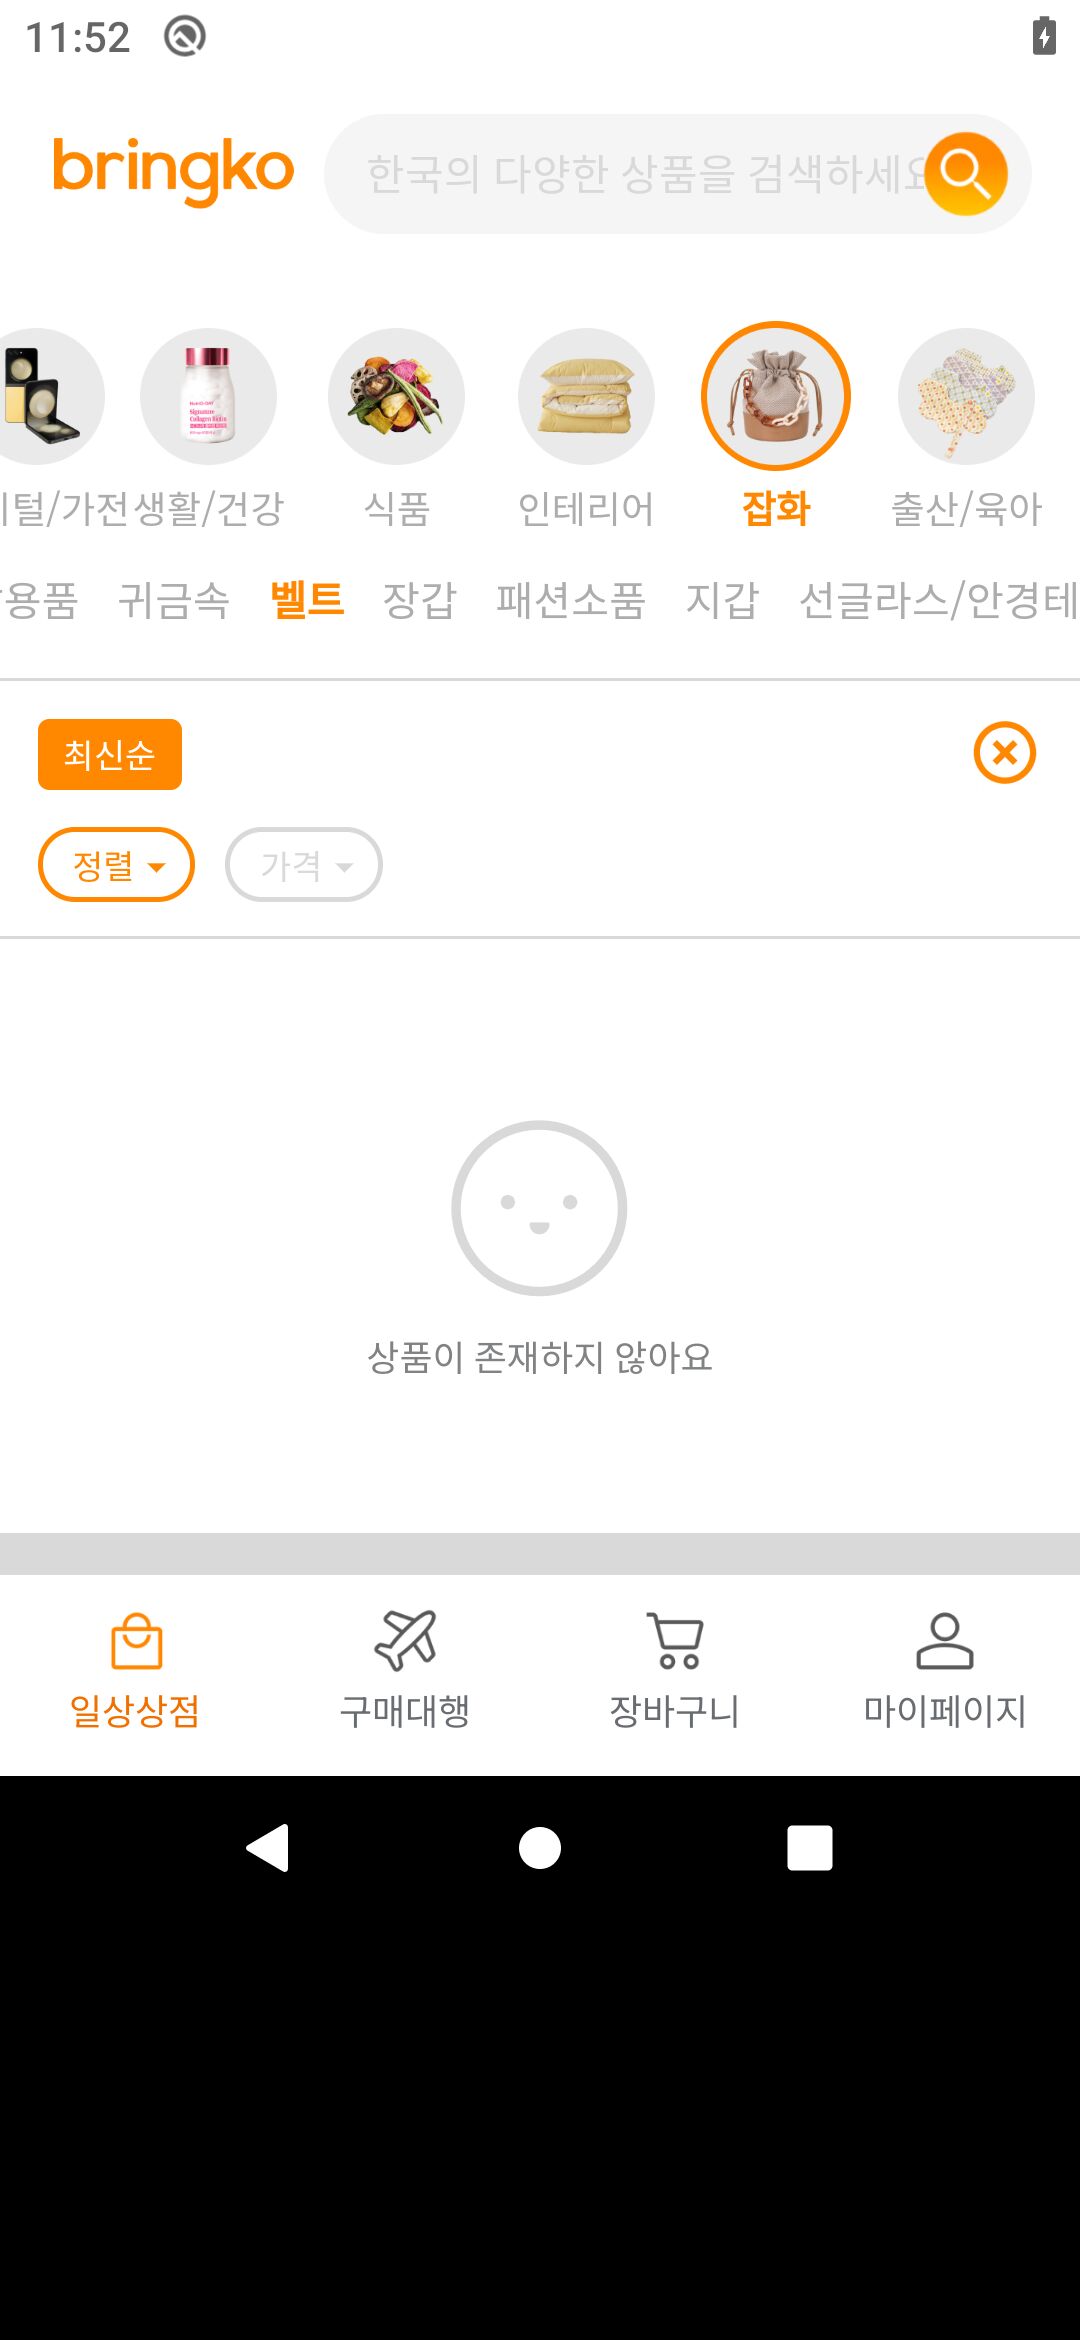 11:52
bringko
한국의 다양한 상품을 검색하세요
털/가전 생활/건강 식품 인테리어 잡화 출산/육아
용품 귀금속 벨트 장갑 패션소품 지갑 선글라스/안경테
최신순
정렬 가격
상품이 존재하지 않아요
일상상점 구매대행 장바구니 마이페이지